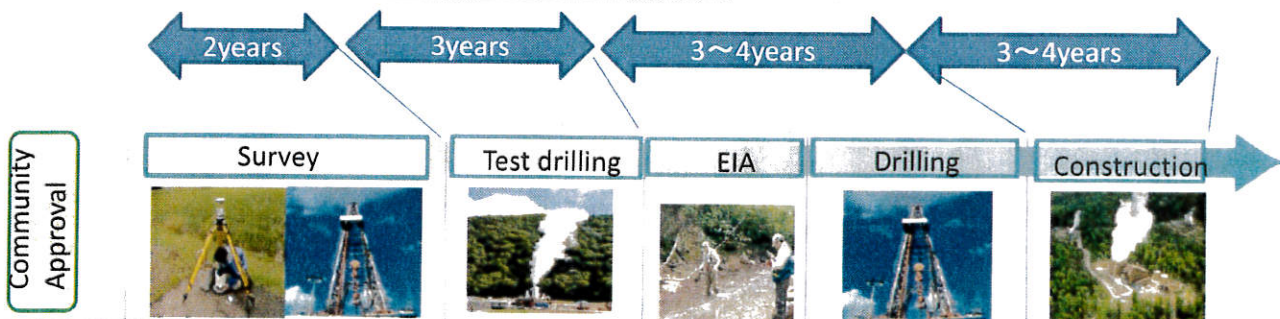 2years
3years
3～4years
3～4years
Community
Approval
Survey
Test drilling
EIA
Drilling
Construction